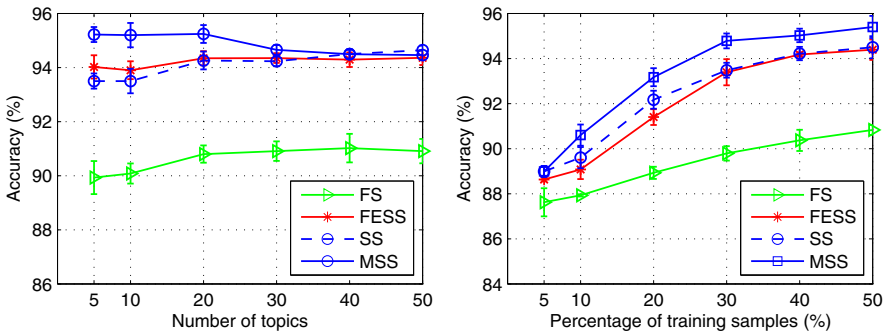 96
94
92
90
88
86
Accuracy (%)
5 10 20 30 40 50
Number of topics
FS
FESS
SS
MSS
96
94
92
90
88
86
84
Accuracy (%)
5 10 20 30 40 50
Percentage of training samples (%)
FS
FESS
SS
MSS